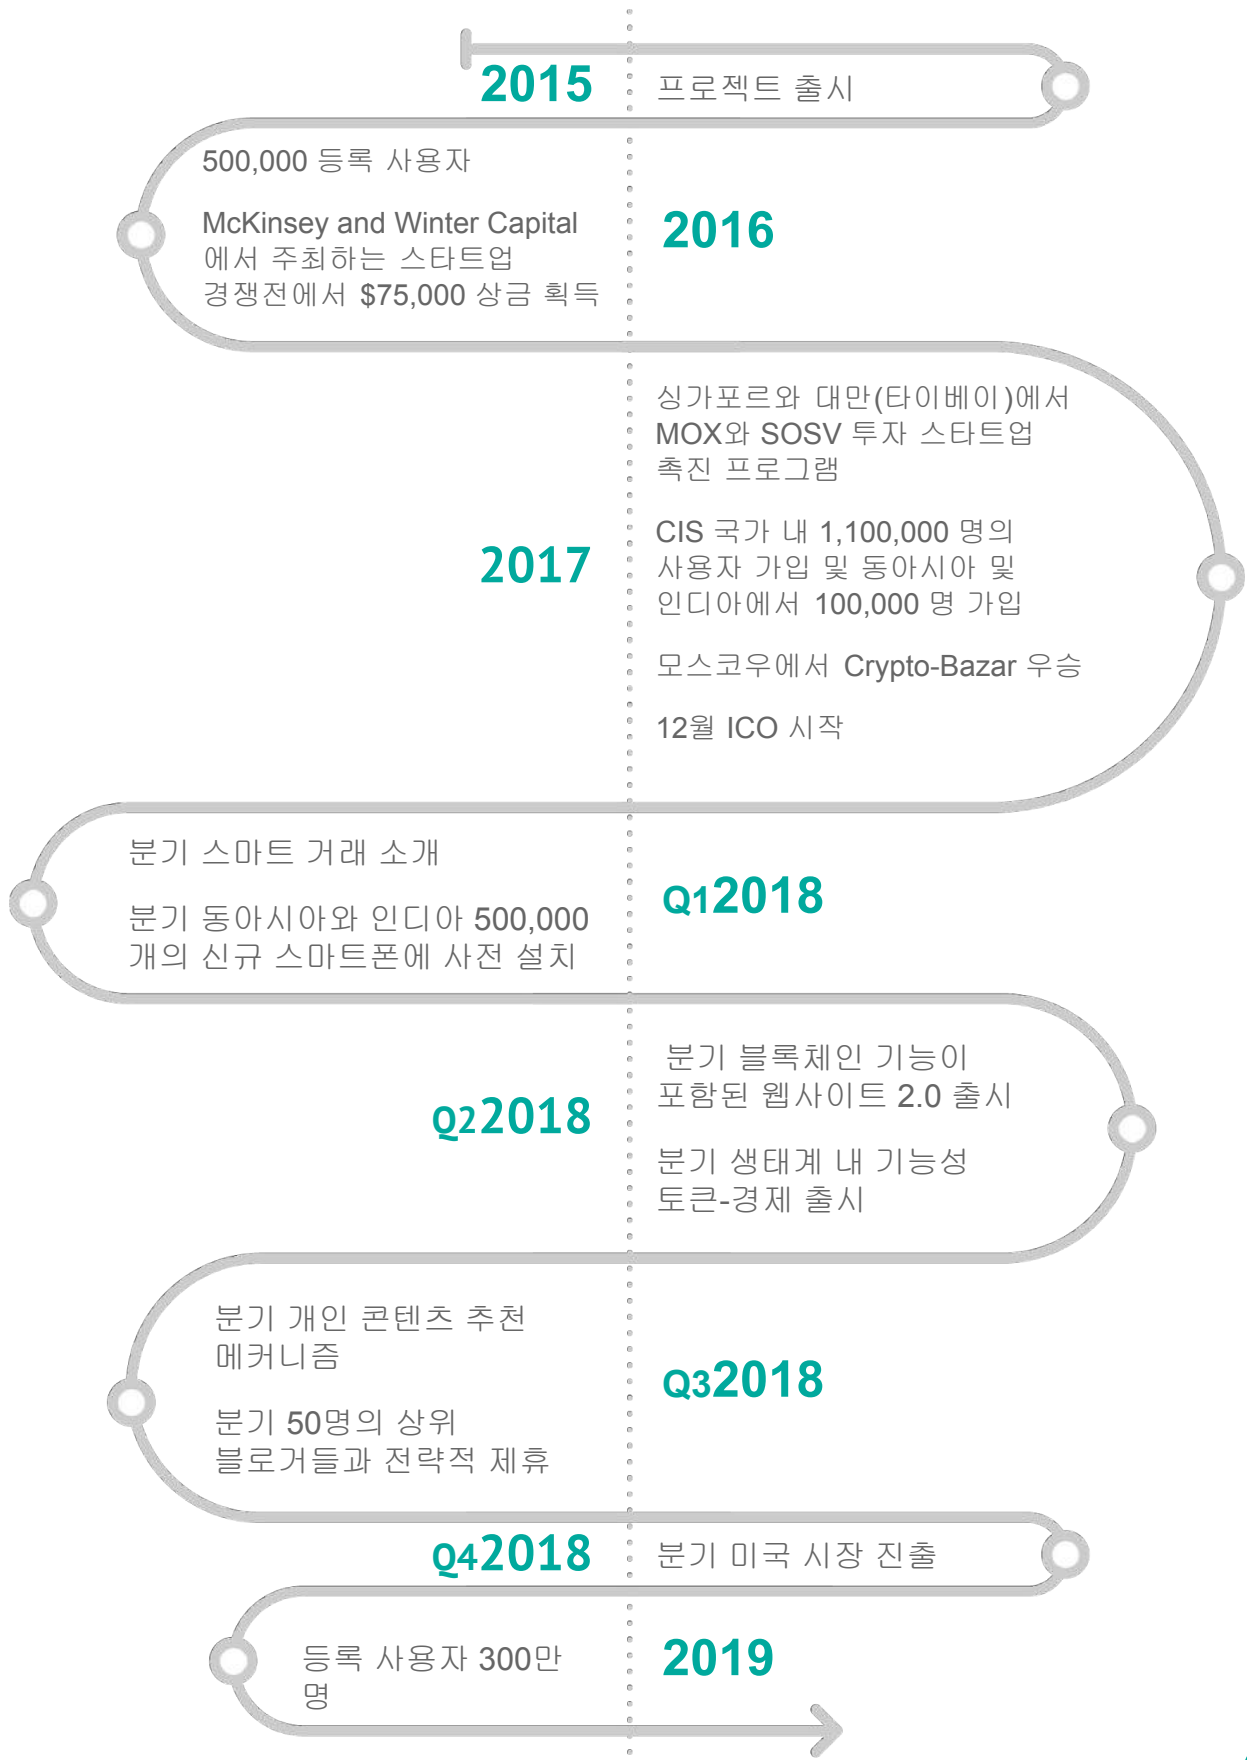 2015
프로젝트 출시
500,000 등록 사용자
McKinsey and Winter Capital
에서 주최하는 스타트업
경쟁전에서 $75,000 상금 획득
2016
싱가포르와 대만(타이베이)에서
MOX와 SOSV 투자 스타트업
촉진 프로그램
CIS 국가 내 1,100,000 명의
사용자 가입 및 동아시아 및
인디아에서 100,000 명 가입
모스코우에서 Crypto-Bazar 우승
12월 ICO 시작
2017
분기 스마트 거래 소개
분기 동아시아와 인디아 500,000
개의 신규 스마트폰에 사전 설치
Q12018
분기 블록체인 기능이
포함된 웹사이트 2.0 출시
분기 생태계 내 기능성
토큰-경제 출시
Q22018
분기 개인 콘텐츠 추천
메커니즘
분기 50명의 상위
블로거들과 전략적 제휴
Q32018
Q42018
분기 미국 시장 진출
등록 사용자 300만
명
2019